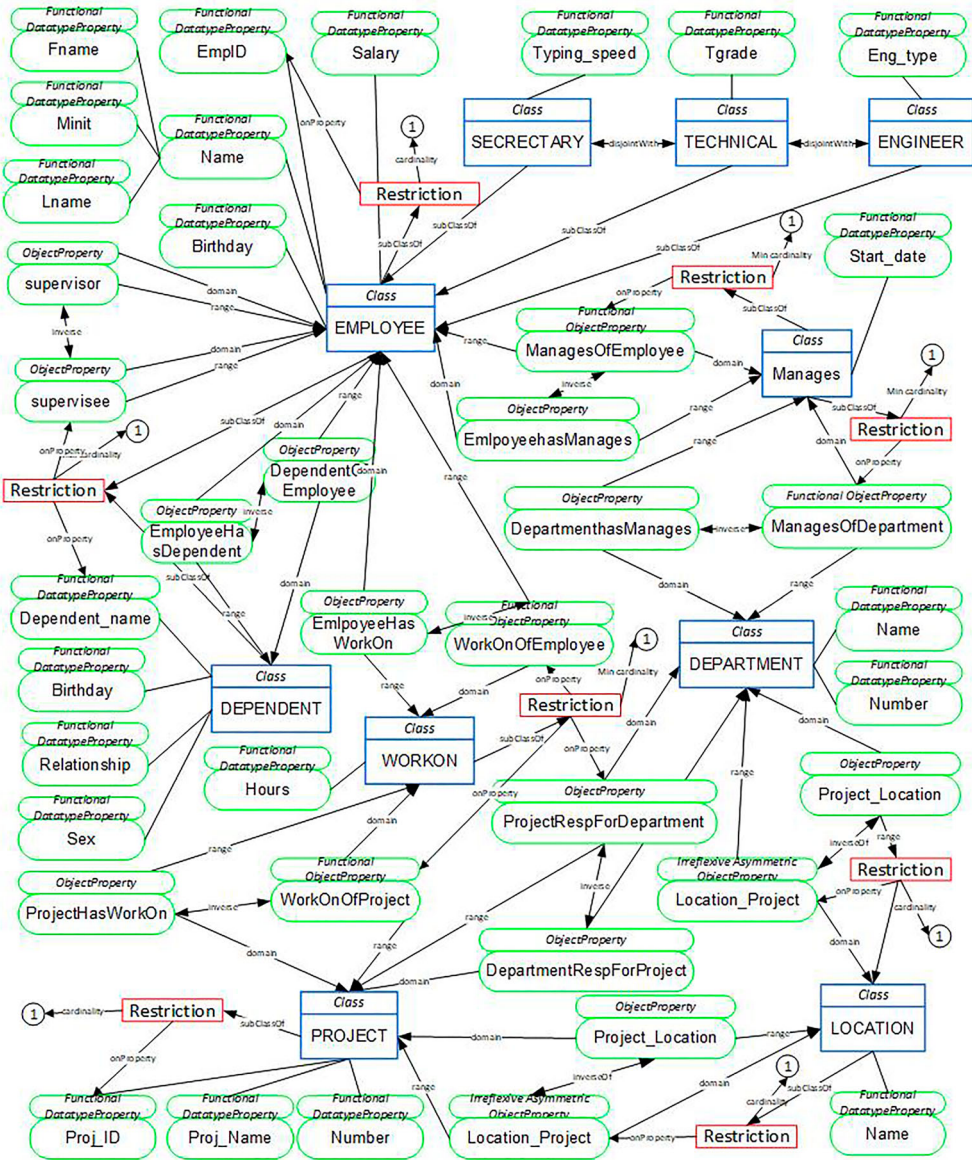 Functional
DatatypeProperty
Fname
Functional
DatatypeProperty
EmpID
Functional
DatatypeProperty
Salary
Functional
DatatypeProperty
Typing_speed
Functional
DatatypeProperty
Tgrade
Functional
DatatypeProperty
Eng_type
Functional
DatatypeProperty
Minit
Functional
DatatypeProperty
Name
onProperty
1
cardinality
Restriction
Class
SECRECTARY
disjointWith
Class
TECHNICAL
disjointWith
Class
ENGINEER
Functional
DatatypeProperty
Lname
Functional
DatatypeProperty
Birthday
subClassOf
subClassOf
subClassOf
subClassOf
1
Min cardinality
Functional
DatatypeProperty
Start_date
ObjectProperty
supervisor
domain
range
Class
EMPLOYEE
Restriction
onProperty
subClassOf
Functional
ObjectProperty
ManagesOfEmployee
range
domain
Class
Manages
1
Min cardinality
inverse
ObjectProperty
supervisee
domain
range
inverse
ObjectProperty
EmlpoyeehasManages
domain
range
subClassOf
Restriction
onProperty
1
onProperty
cardinality
Restriction
subClassOf
domain
range
ObjectProperty
Employee
domain
ObjectProperty
EmployeeHa
sDependent
inverse
range
range
domain
ObjectProperty
DepartmenthasManages
inverse
Functional ObjectProperty
ManagesOfDepartment
onProperty
subClassOf
range
domain
domain
range
Functional
DatatypeProperty
Dependent_name
ObjectProperty
EmlpoyeeHas
WorkOn
inverse
Functional
ObjectProperty
WorkOnOfEmployee
1
Min cardinality
Class
DEPARTMENT
Functional
DatatypeProperty
Name
Functional
DatatypeProperty
Birthday
Class
DEPENDENT
range
domain
onProperty
Restriction
domain
Functional
DatatypeProperty
Number
Functional
DatatypeProperty
Relationship
Functional
DatatypeProperty
Hours
Class
WORKON
subClassOf
onProperty
onProperty
domain
range
ObjectProperty
Project_Location
Functional
DatatypeProperty
Sex
range
domain
ObjectProperty
ProjectRespForDepartment
inverseOf
range
Restriction
ObjectProperty
ProjectHasWorkOn
inverse
Functional
ObjectProperty
WorkOnOfProject
inverse
Irreflexive Asymmetric
ObjectProperty
Location_Project
onProperty
cardinality
1
domain
range
range
domain
ObjectProperty
DepartmentRespForProject
domain
1
cardinality
Restriction
subClassOf
Class
PROJECT
domain
ObjectProperty
Project_Location
range
Class
LOCATION
onProperty
inverseOf
domain
1
cardinality
subClassOf
range
Functional
DatatypeProperty
Proj_ID
Functional
DatatypeProperty
Proj_Name
Functional
DatatypeProperty
Number
Irreflexive Asymmetric
ObjectProperty
Location_Project
onProperty
Restriction
Functional
DatatypeProperty
Name